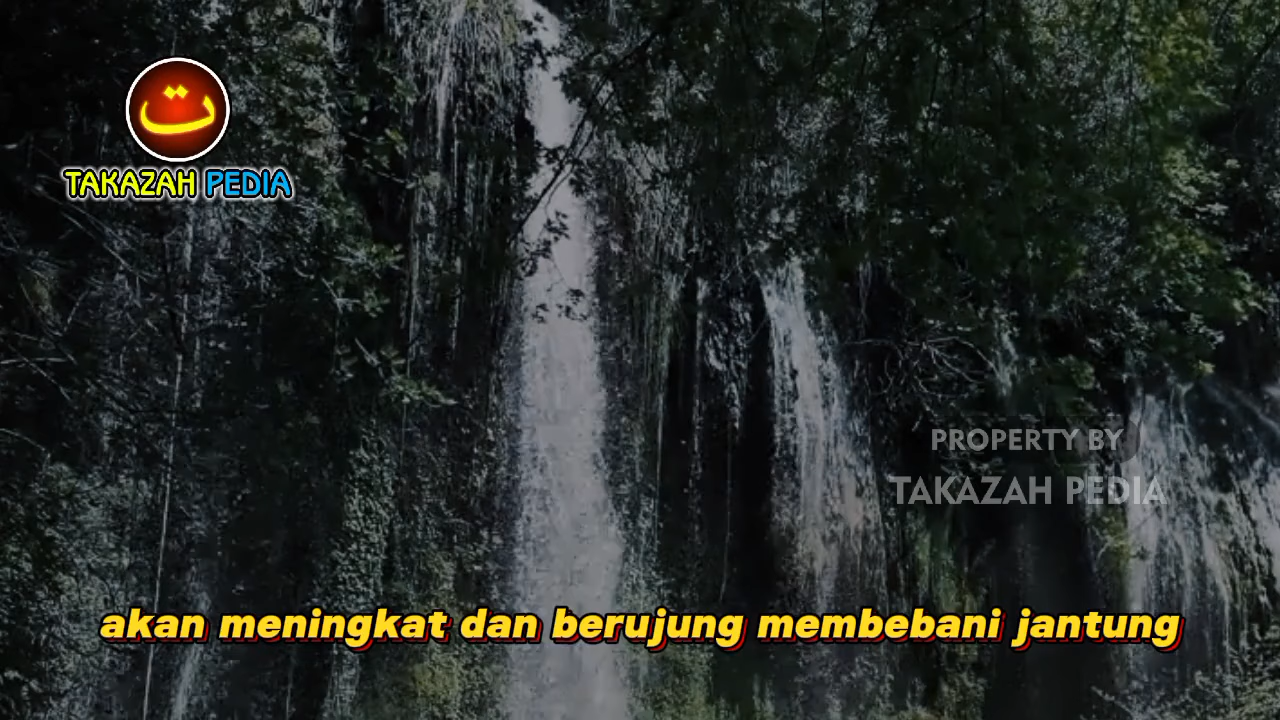 ت
TAKAZAH PEDIA
PROPERTY BY
TAKAZAH PEDIA
akan meningkat dan berujung membebani jantung